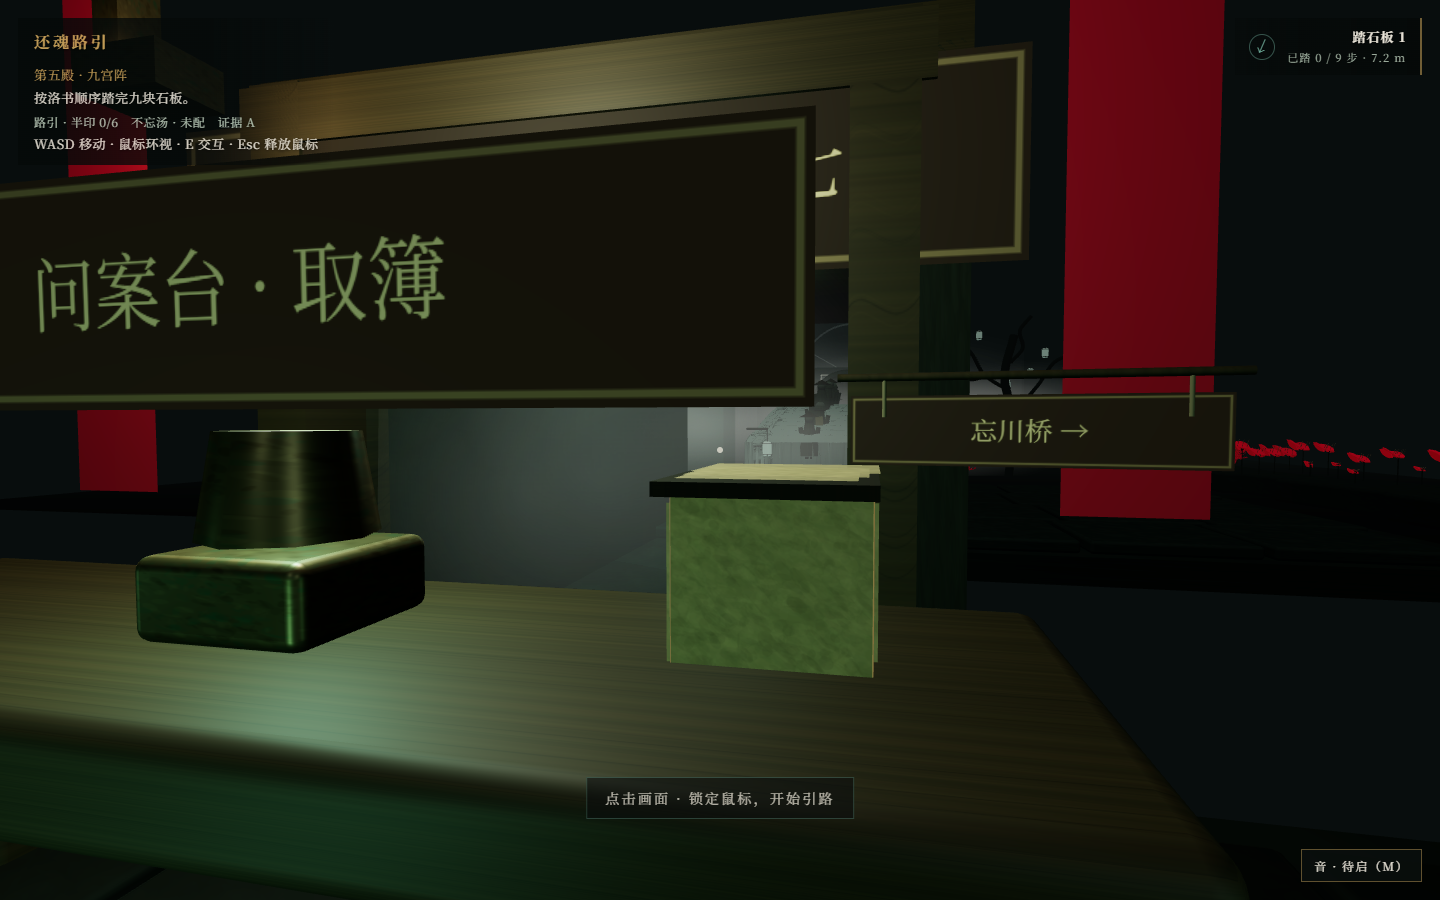 还魂路引
第五殿 · 九宫阵
按洛书顺序踏完九块石板。
路引 · 半印 0/6 不忘汤 · 未配 证据 A
WASD 移动 · 鼠标环视 · E 交互 · Esc 释放鼠标
踏石板 1
已踏 0 / 9 步 · 7.2 m
问案台 · 取簿
忘川桥 →
点击画面 · 锁定鼠标，开始引路
音 · 待启（M）